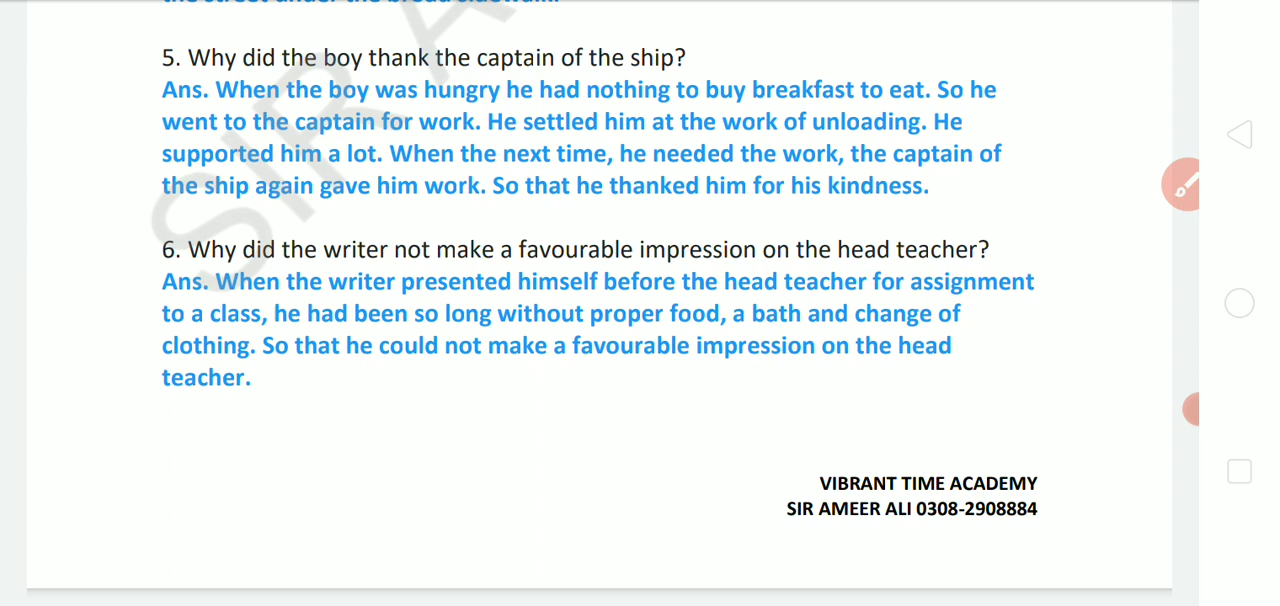 5. Why did the boy thank the captain of the ship?
Ans. When the boy was hungry he had nothing to buy breakfast to eat. So he
went to the captain for work. He settled him at the work of unloading. He
supported him a lot. When the next time, he needed the work, the captain of
the ship again gave him work. So that he thanked him for his kindness.
6. Why did the writer not make a favourable impression on the head teacher?
Ans. When the writer presented himself before the head teacher for assignment
to a class, he had been so long without proper food, a bath and change of
clothing. So that he could not make a favourable impression on the head
teacher.
VIBRANT TIME ACADEMY
SIR AMEER ALI 0308-2908884
SIR A